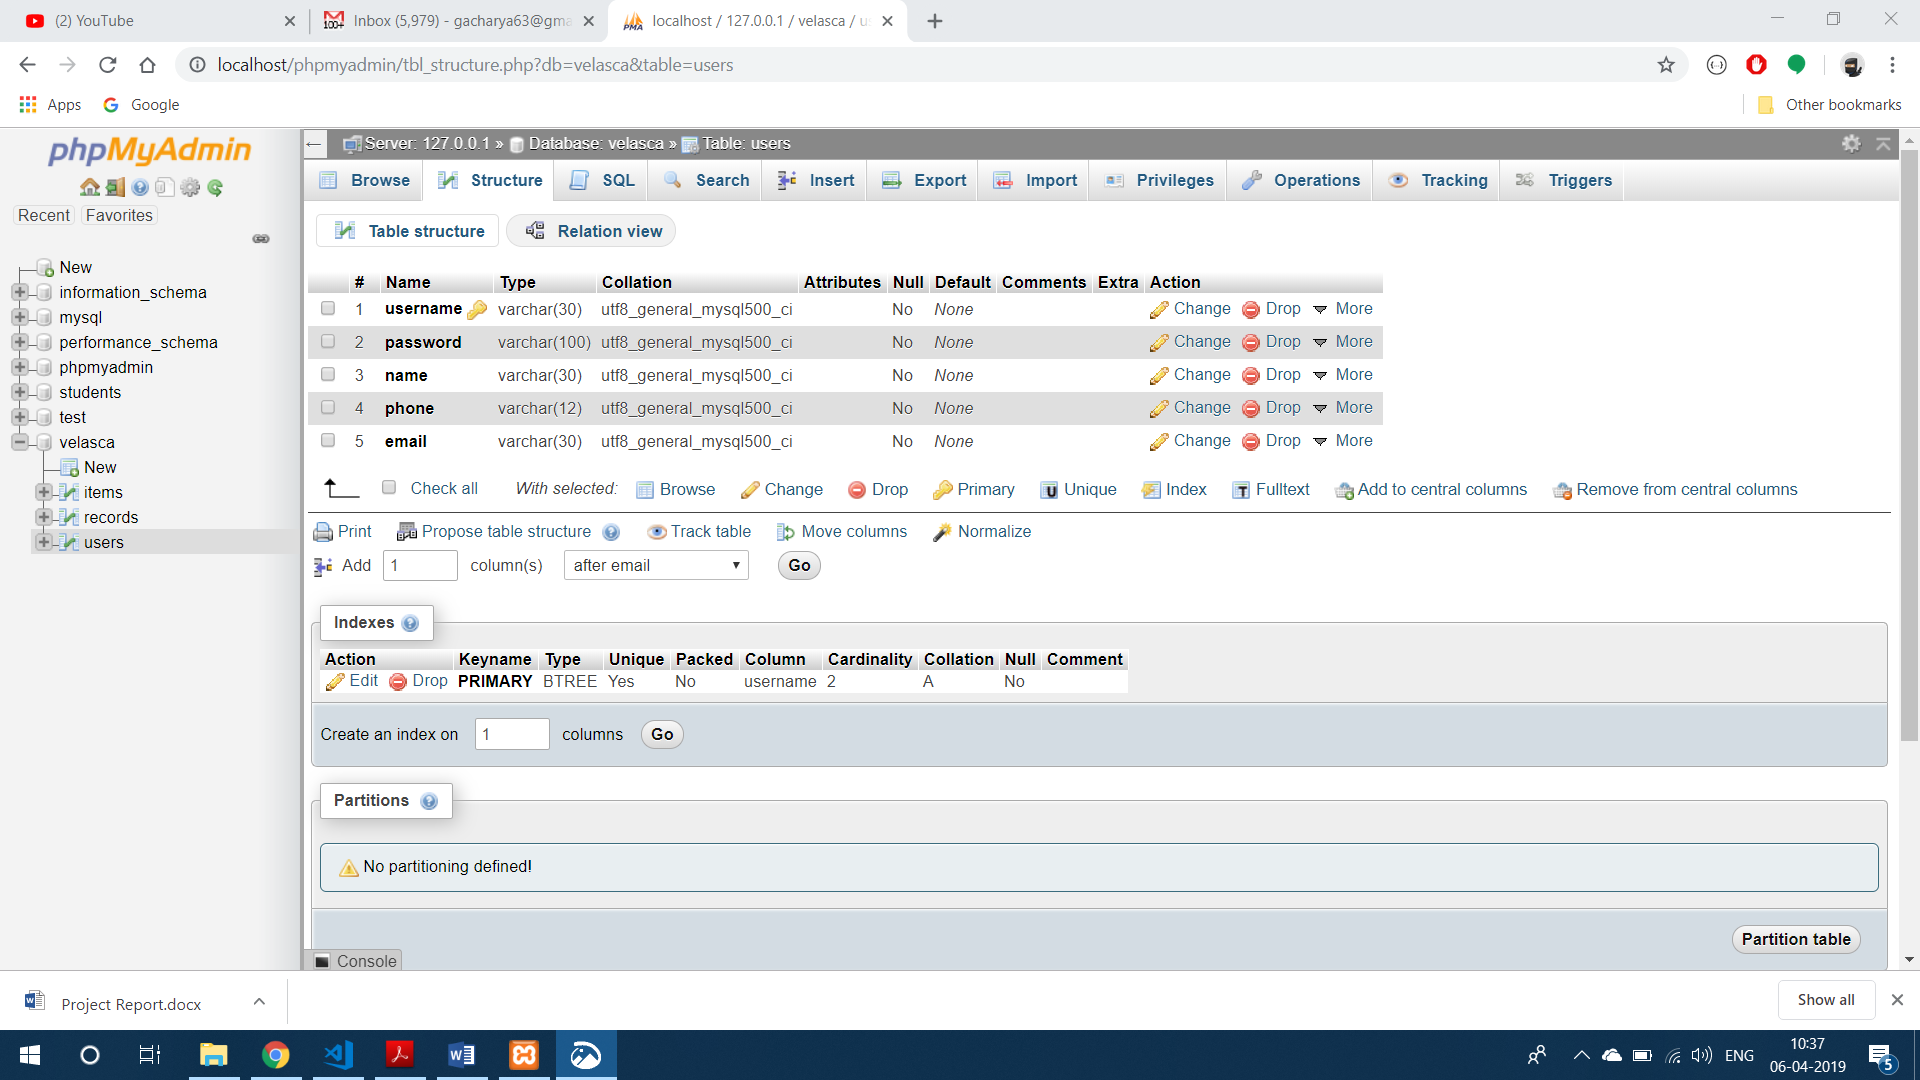 (2) YouTube
Inbox (5,979) - gacharya63@gma
localhost / 127.0.0.1 / velasca / u
localhost/phpmyadmin/tbl_structure.php?db=velasca&table=users
Apps
Google
Other bookmarks
phpMyAdmin
Recent
Favorites
New
information_schema
mysql
performance_schema
phpmyadmin
students
test
velasca
New
items
records
users
Server: 127.0.0.1 » Database: velasca » Table: users
Browse Structure SQL Search Insert Export Import Privileges Operations Tracking Triggers
Table structure Relation view
# Name Type Collation Attributes Null Default Comments Extra Action
1 username varchar(30) utf8_general_mysql500_ci No None Change Drop More
2 password varchar(100) utf8_general_mysql500_ci No None Change Drop More
3 name varchar(30) utf8_general_mysql500_ci No None Change Drop More
4 phone varchar(12) utf8_general_mysql500_ci No None Change Drop More
5 email varchar(30) utf8_general_mysql500_ci No None Change Drop More
Check all With selected: Browse Change Drop Primary Unique Index Fulltext Add to central columns Remove from central columns
Print Propose table structure Track table Move columns Normalize
Add 1 column(s) after email Go
Indexes
Action Keyname Type Unique Packed Column Cardinality Collation Null Comment
Edit Drop PRIMARY BTREE Yes No username 2 A No
Create an index on 1 columns Go
Partitions
No partitioning defined!
Partition table
Console
Project Report.docx
Show all
ENG
10:37
06-04-2019
5